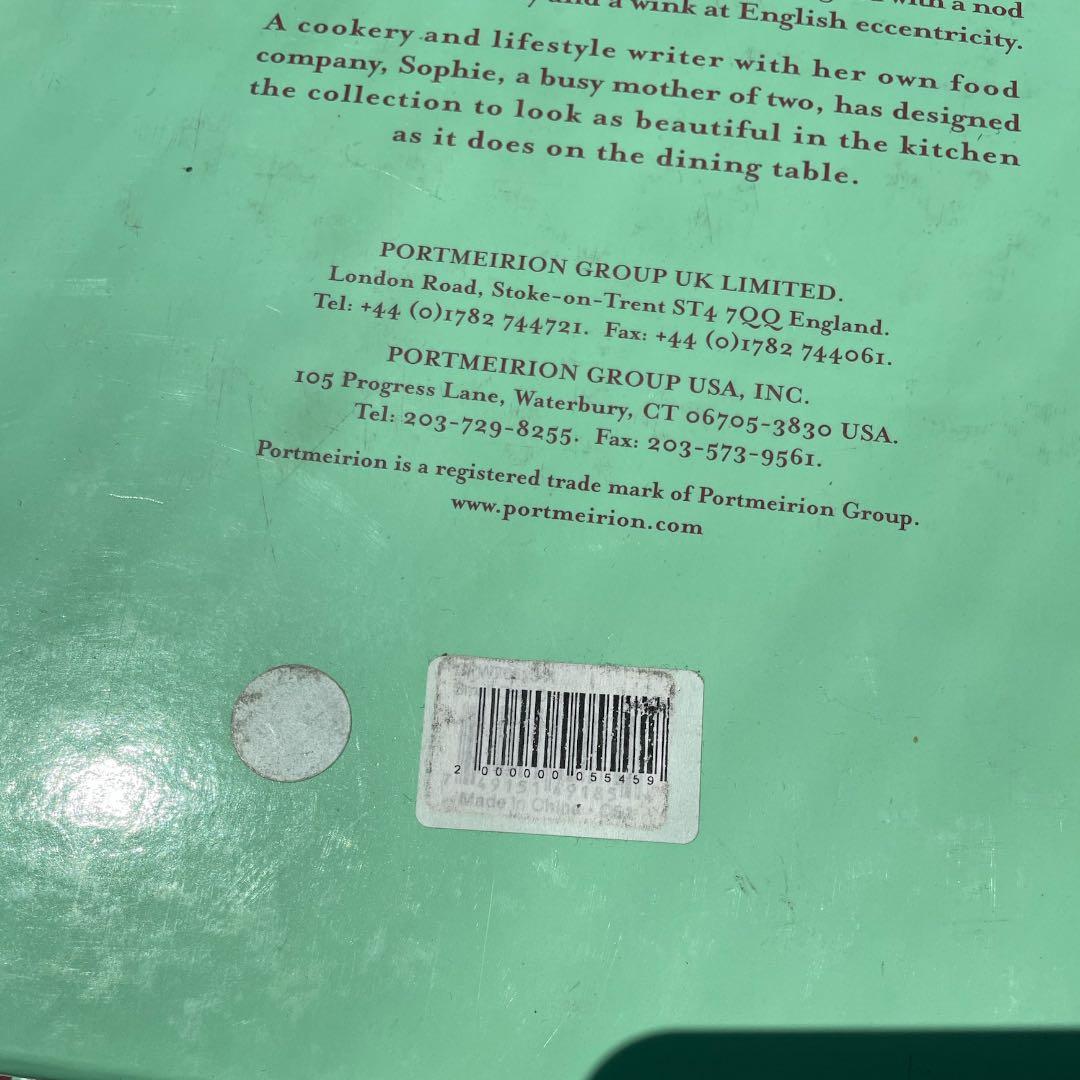 with a nod
and a wink at English eccentricity.
A cookery and lifestyle writer with her own food
company, Sophie, a busy mother of two, has designed
the collection to look as beautiful in the kitchen
as it does on the dining table.
PORTMEIRION GROUP UK LIMITED.
London Road, Stoke-on-Trent ST4 7QQ England.
Tel: +44 (0)1782 744721. Fax: +44 (0)1782 744061.
PORTMEIRION GROUP USA, INC.
105 Progress Lane, Waterbury, CT 06705-3830 USA.
Tel: 203-729-8255. Fax: 203-573-9561.
Portmeirion is a registered trade mark of Portmeirion Group.
www.portmeirion.com
2 000000 055459
Made in China